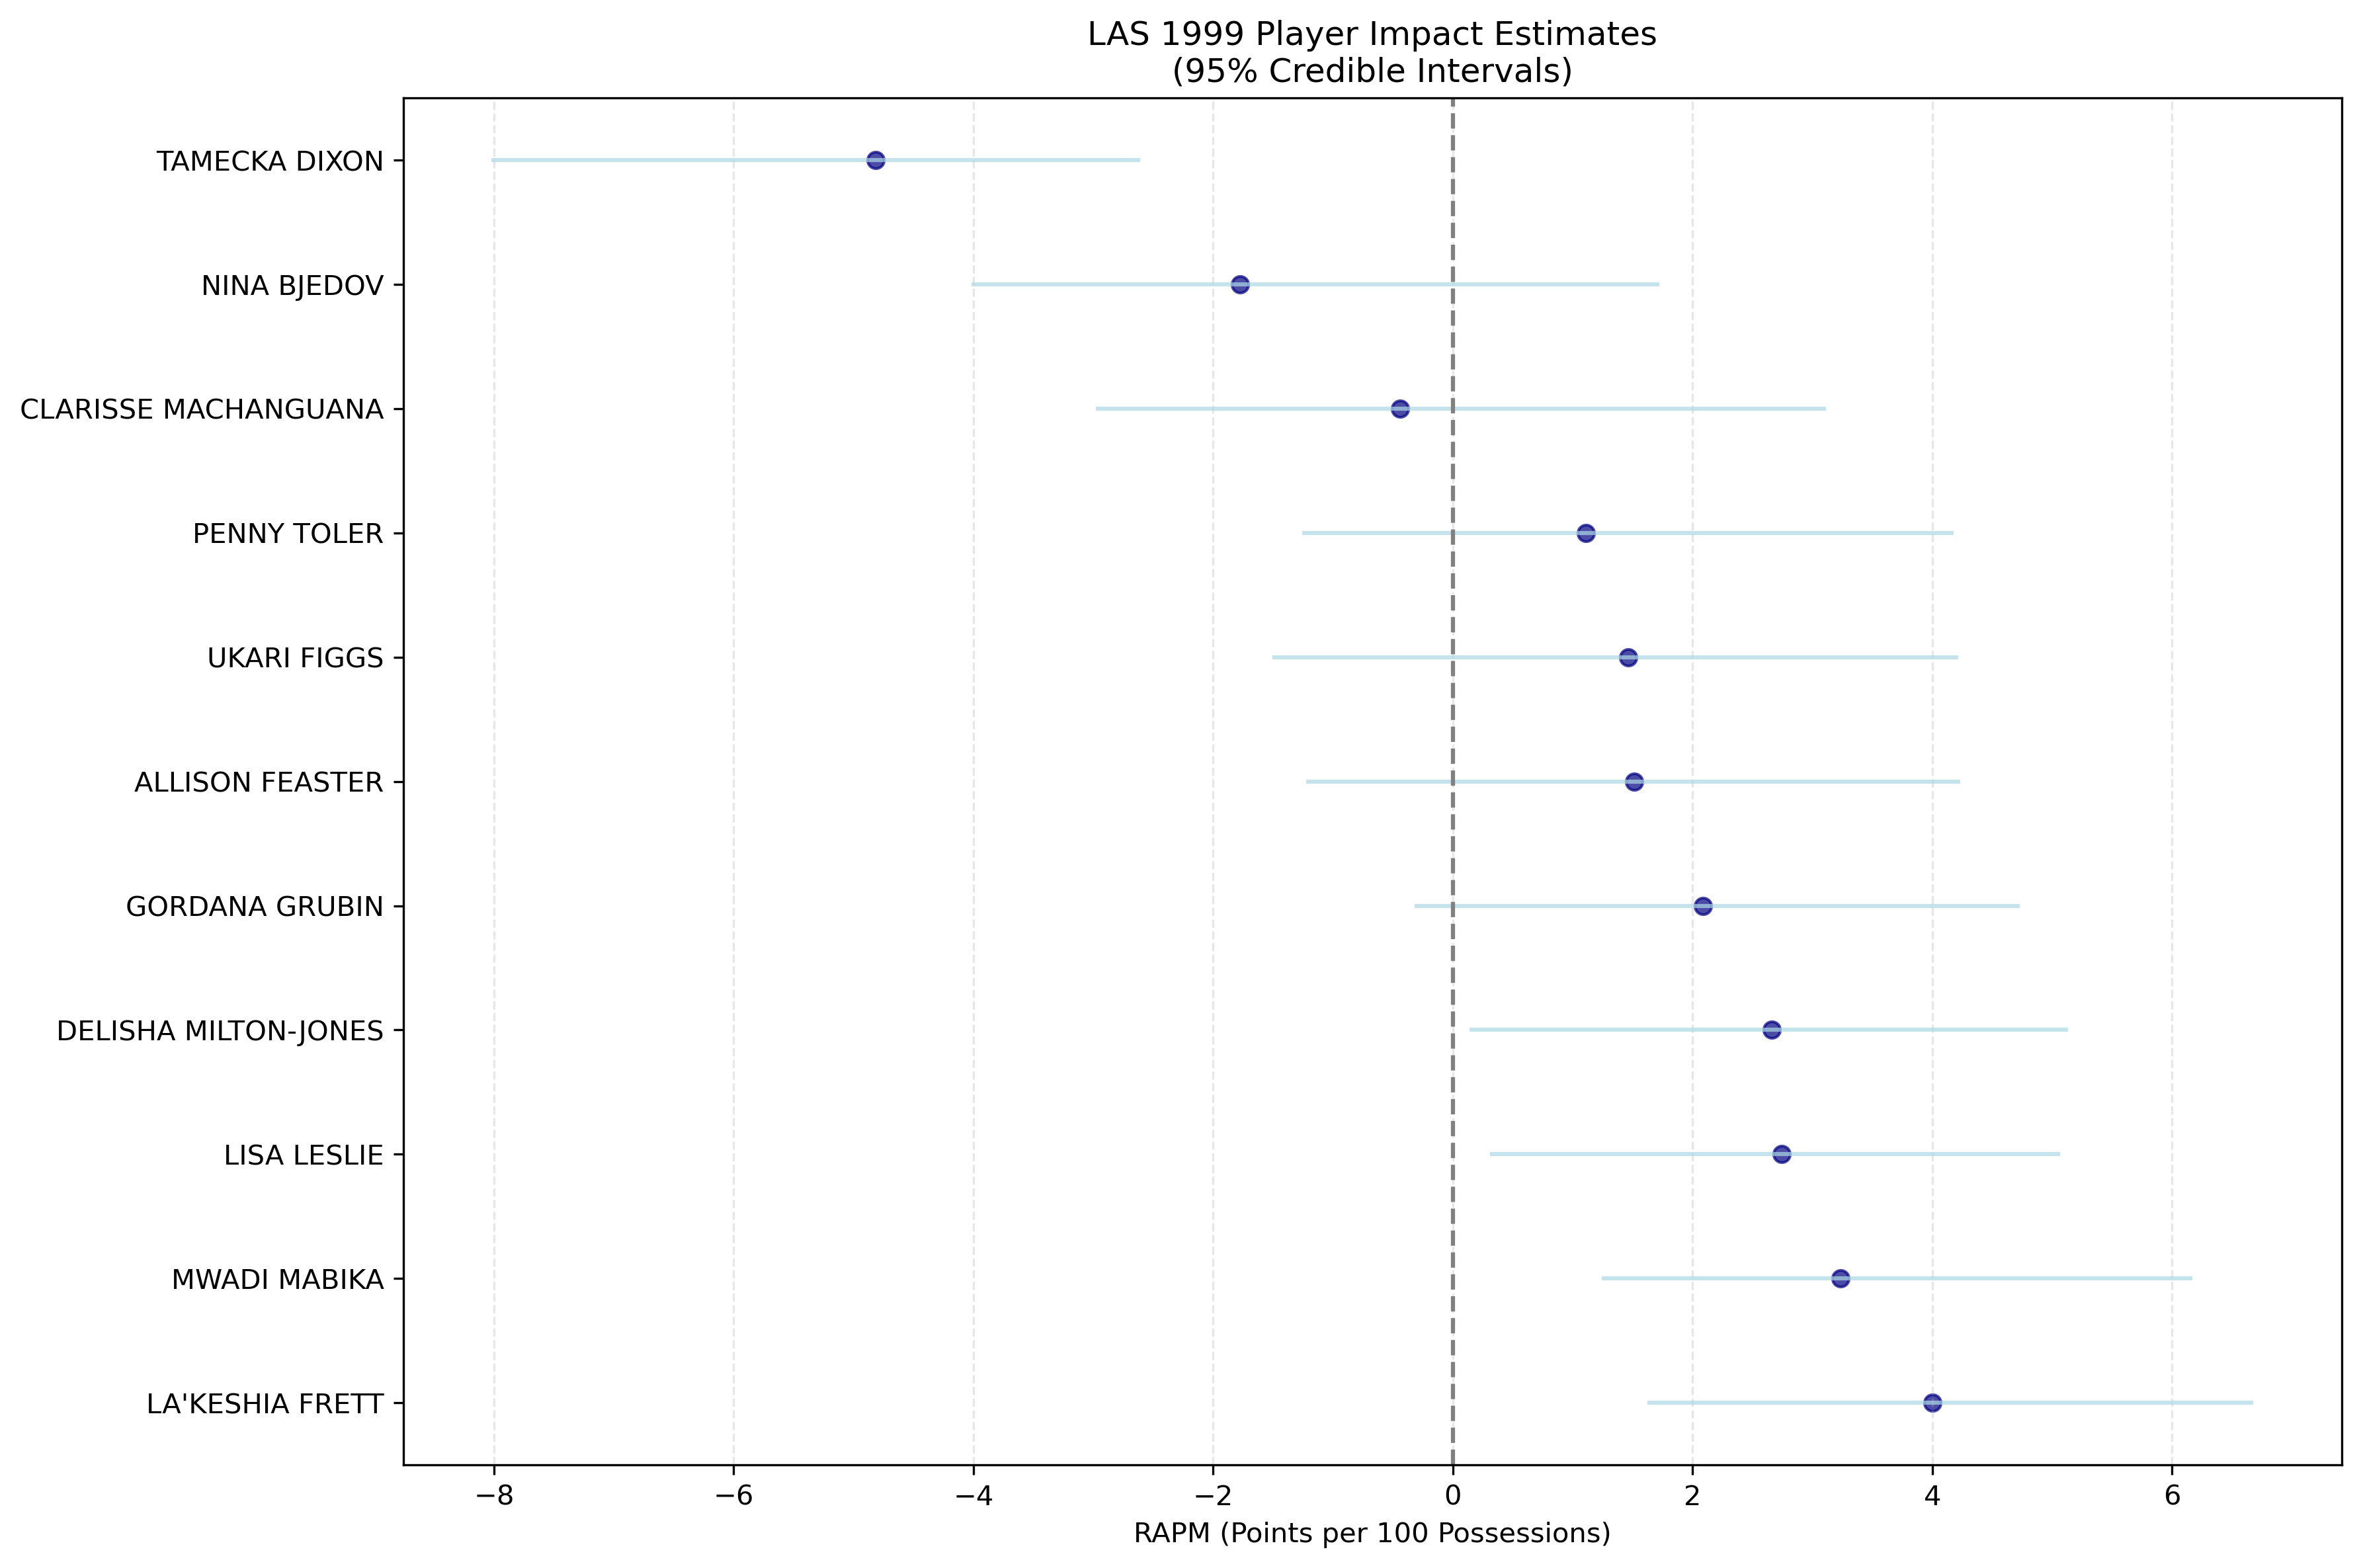 LAS 1999 Player Impact Estimates
(95% Credible Intervals)
TAMECKA DIXON
NINA BJEDOV
CLARISSE MACHANGUANA
PENNY TOLER
UKARI FIGGS
ALLISON FEASTER
GORDANA GRUBIN
DELISHA MILTON-JONES
LISA LESLIE
MWADI MABIKA
LA'KESHIA FRETT
−8 −6 −4 −2 0 2 4 6
RAPM (Points per 100 Possessions)